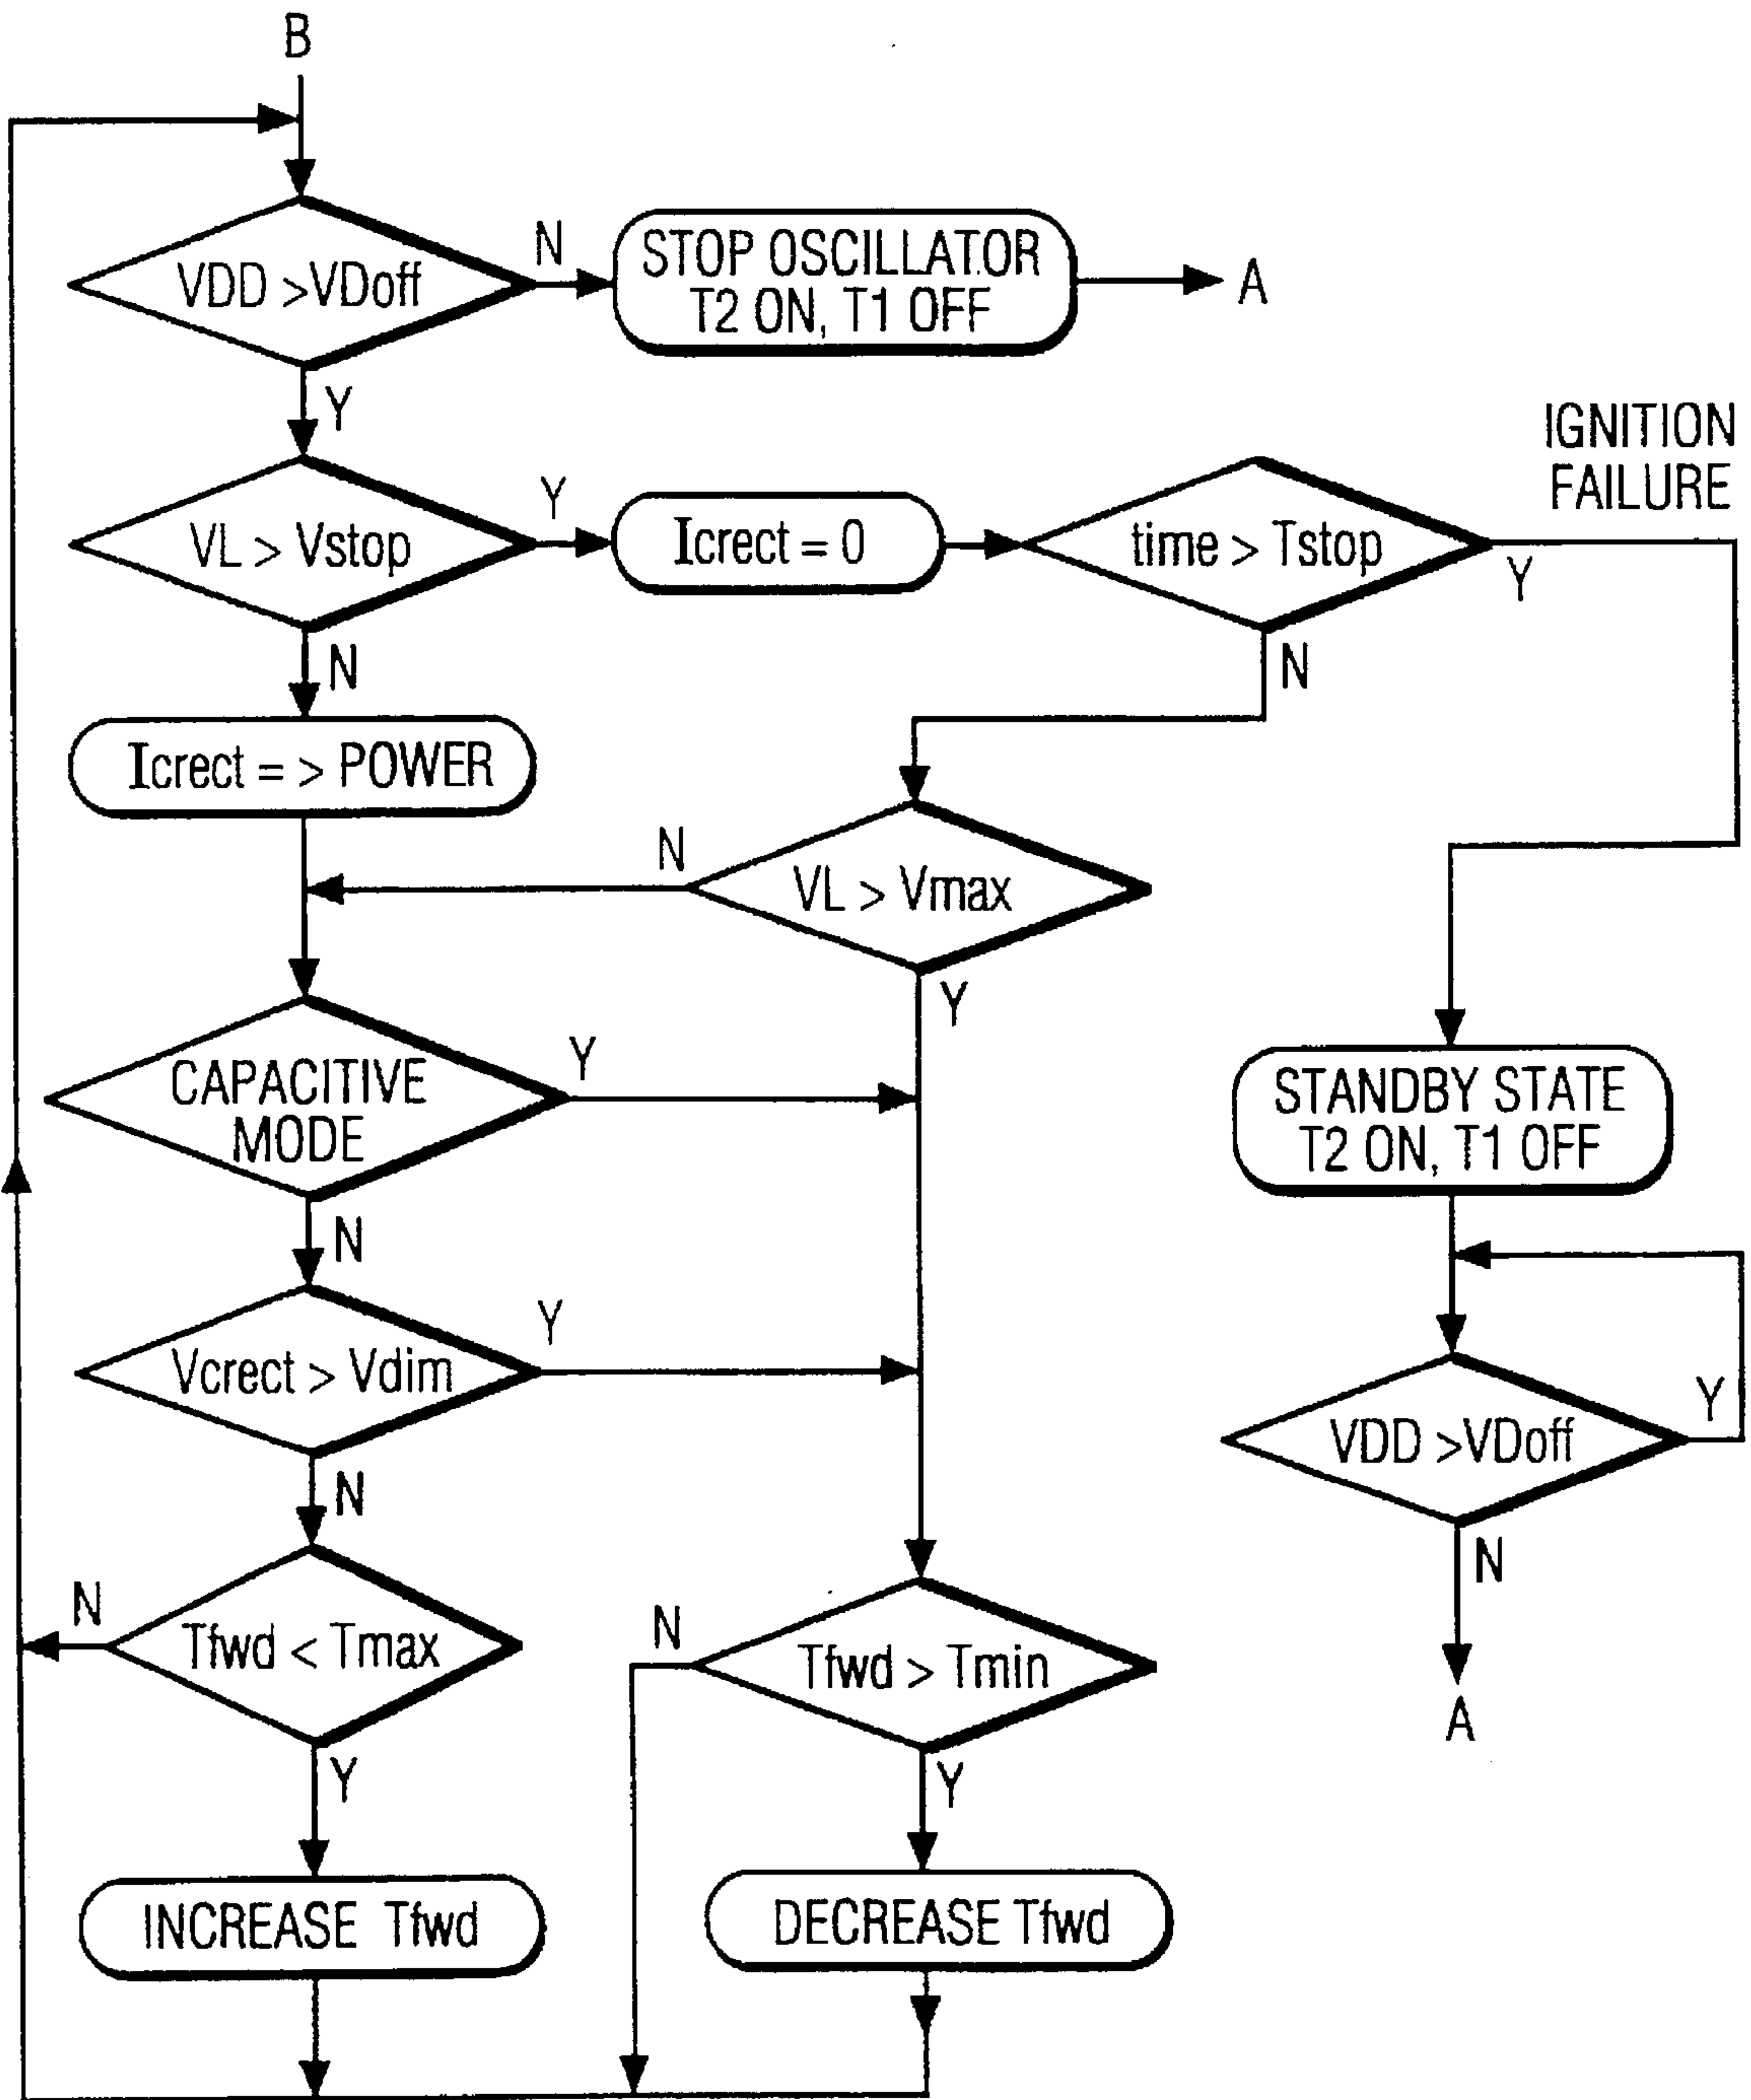 B
VDD >VDoff
N
STOP OSCILLATOR
T2 ON, T1 OFF
A
Y
IGNITION
FAILURE
VL > Vstop
Y
Icrect = 0
time > Tstop
Y
N
N
Icrect = > POWER
N
VL > Vmax
Y
CAPACITIVE
MODE
Y
STANDBY STATE
T2 ON, T1 OFF
N
Vcrect > Vdim
Y
VDD >VDoff
Y
N
N
N
Tfwd < Tmax
N
Tfwd > Tmin
A
Y
Y
INCREASE Tfwd
DECREASE Tfwd